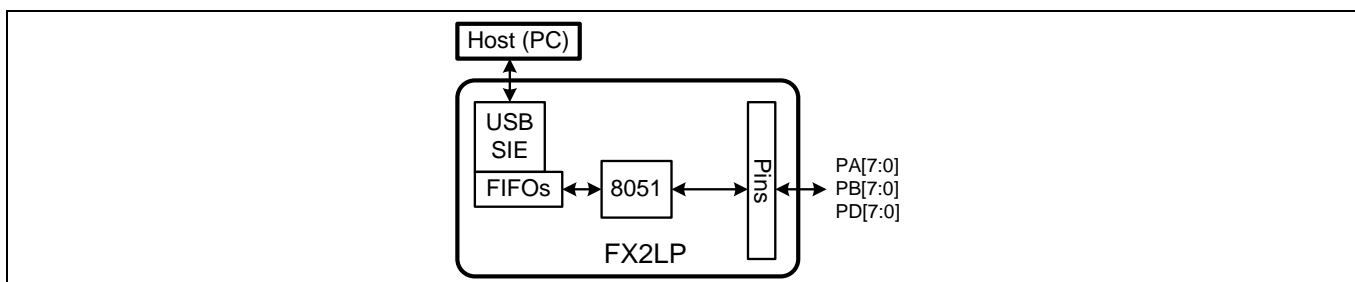 Host (PC)
USB
SIE
FIFOs
8051
Pins
PA[7:0]
PB[7:0]
PD[7:0]
FX2LP